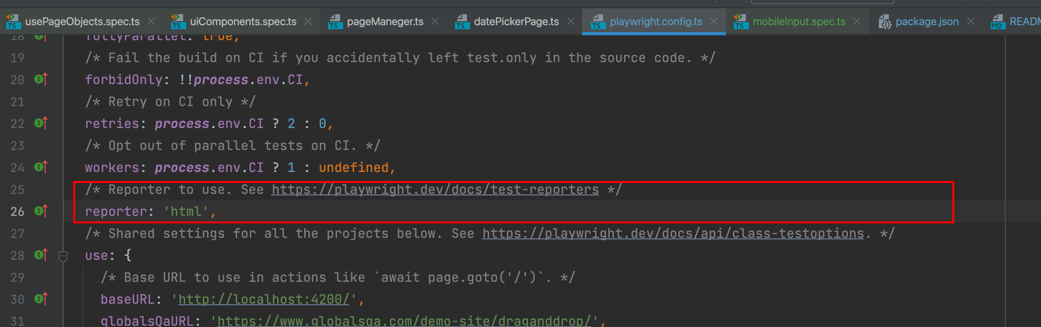 usePageObjects.spec.ts
uiComponents.spec.ts
pageManeger.ts
datePickerPage.ts
playwright.config.ts
mobileInput.spec.ts
package.json
READM
18 fullyParallel: true,
19 /* Fail the build on CI if you accidentally left test.only in the source code. */
20 forbidOnly: !!process.env.CI,
21 /* Retry on CI only */
22 retries: process.env.CI ? 2 : 0,
23 /* Opt out of parallel tests on CI. */
24 workers: process.env.CI ? 1 : undefined,
25 /* Reporter to use. See https://playwright.dev/docs/test-reporters */
26 reporter: 'html',
27 /* Shared settings for all the projects below. See https://playwright.dev/docs/api/class-testoptions. */
28 use: {
29 /* Base URL to use in actions like `await page.goto('/')`. */
30 baseURL: 'http://localhost:4200/',
31 globalsQaURL: 'https://www.globalsqa.com/demo-site/draganddrop/',